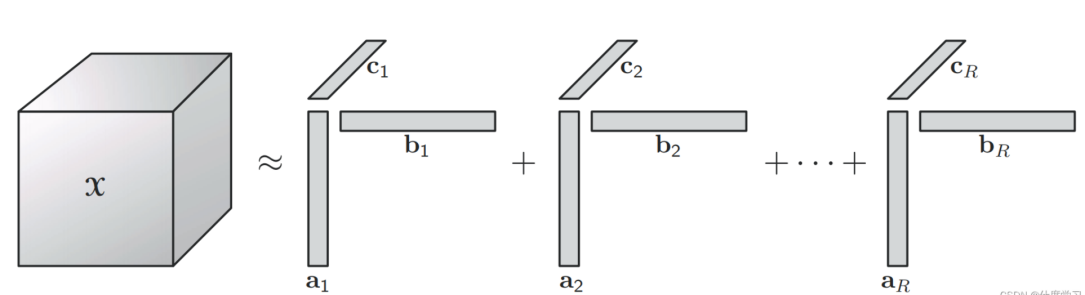 𝒳 ≈ c₁ b₁ a₁ + c₂ b₂ a₂ + ⋯ + c_R b_R a_R